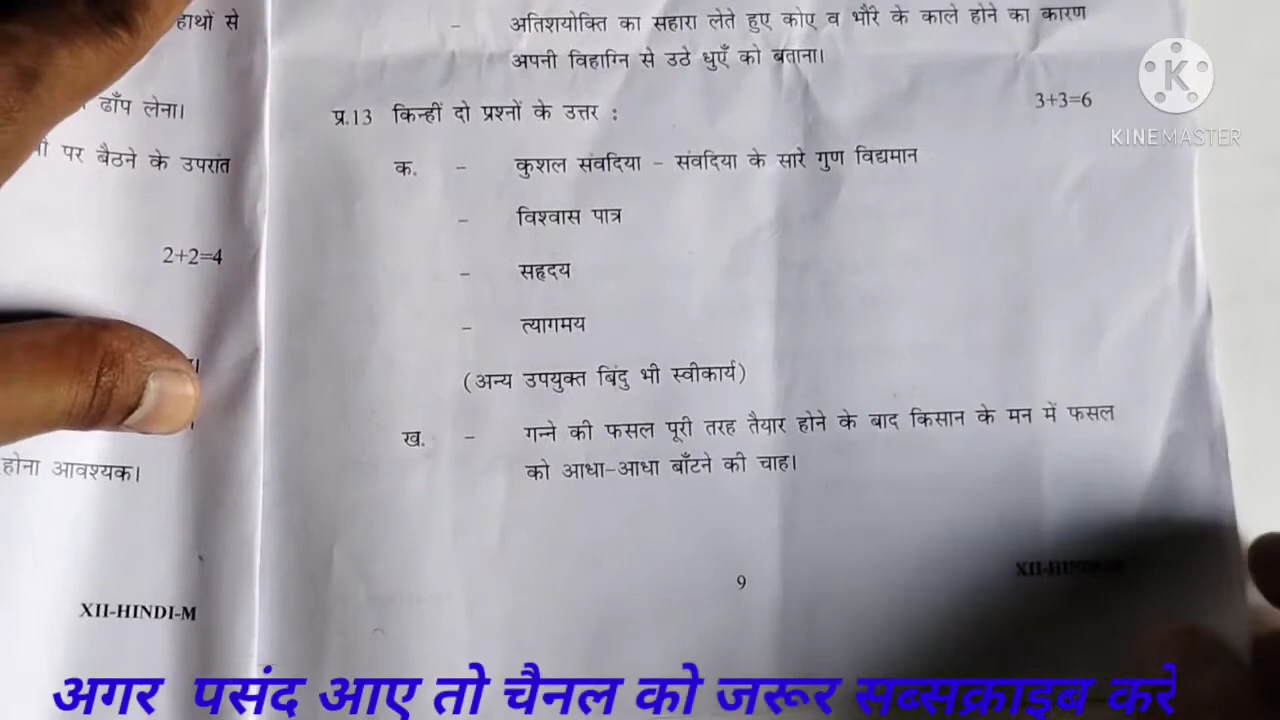 हाथों से
ढाँप लेना।
पर बैठने के उपरांत
2+2=4
होना आवश्यक।
XII-HINDI-M
- अतिशयोक्ति का सहारा लेते हुए कोए व भौंरे के काले होने का कारण
अपनी विहाग्नि से उठे धुएँ को बताना।
प्र.13 किन्हीं दो प्रश्नों के उत्तर : 3+3=6
क. - कुशल संवदिया - संवदिया के सारे गुण विद्यमान
- विश्वास पात्र
- सहृदय
- त्यागमय
(अन्य उपयुक्त बिंदु भी स्वीकार्य)
ख. - गन्ने की फसल पूरी तरह तैयार होने के बाद किसान के मन में फसल
को आधा-आधा बाँटने की चाह।
9
XII-HINDI-M
KINEMASTER
अगर पसंद आए तो चैनल को जरूर सब्सक्राइब करे